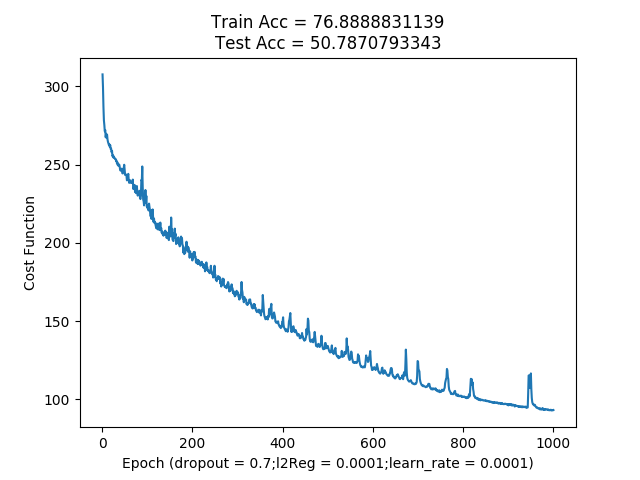 Train Acc = 76.8888831139
Test Acc = 50.7870793343
300
250
200
150
100
Cost Function
0
200
400
600
800
1000
Epoch (dropout = 0.7;l2Reg = 0.0001;learn_rate = 0.0001)